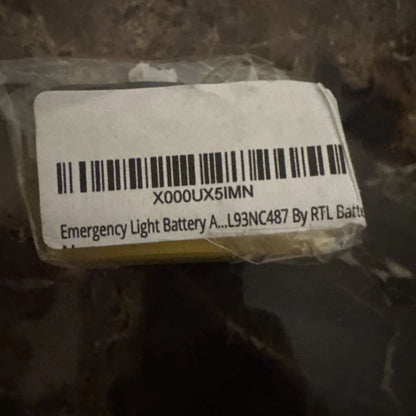 X000UX5IMN
Emergency Light Battery A...L93NC487 By RTL Batte